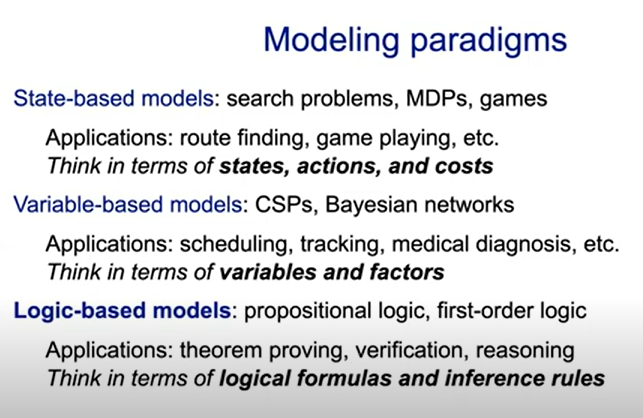 Modeling paradigms
State-based models: search problems, MDPs, games
Applications: route finding, game playing, etc.
Think in terms of states, actions, and costs
Variable-based models: CSPs, Bayesian networks
Applications: scheduling, tracking, medical diagnosis, etc.
Think in terms of variables and factors
Logic-based models: propositional logic, first-order logic
Applications: theorem proving, verification, reasoning
Think in terms of logical formulas and inference rules